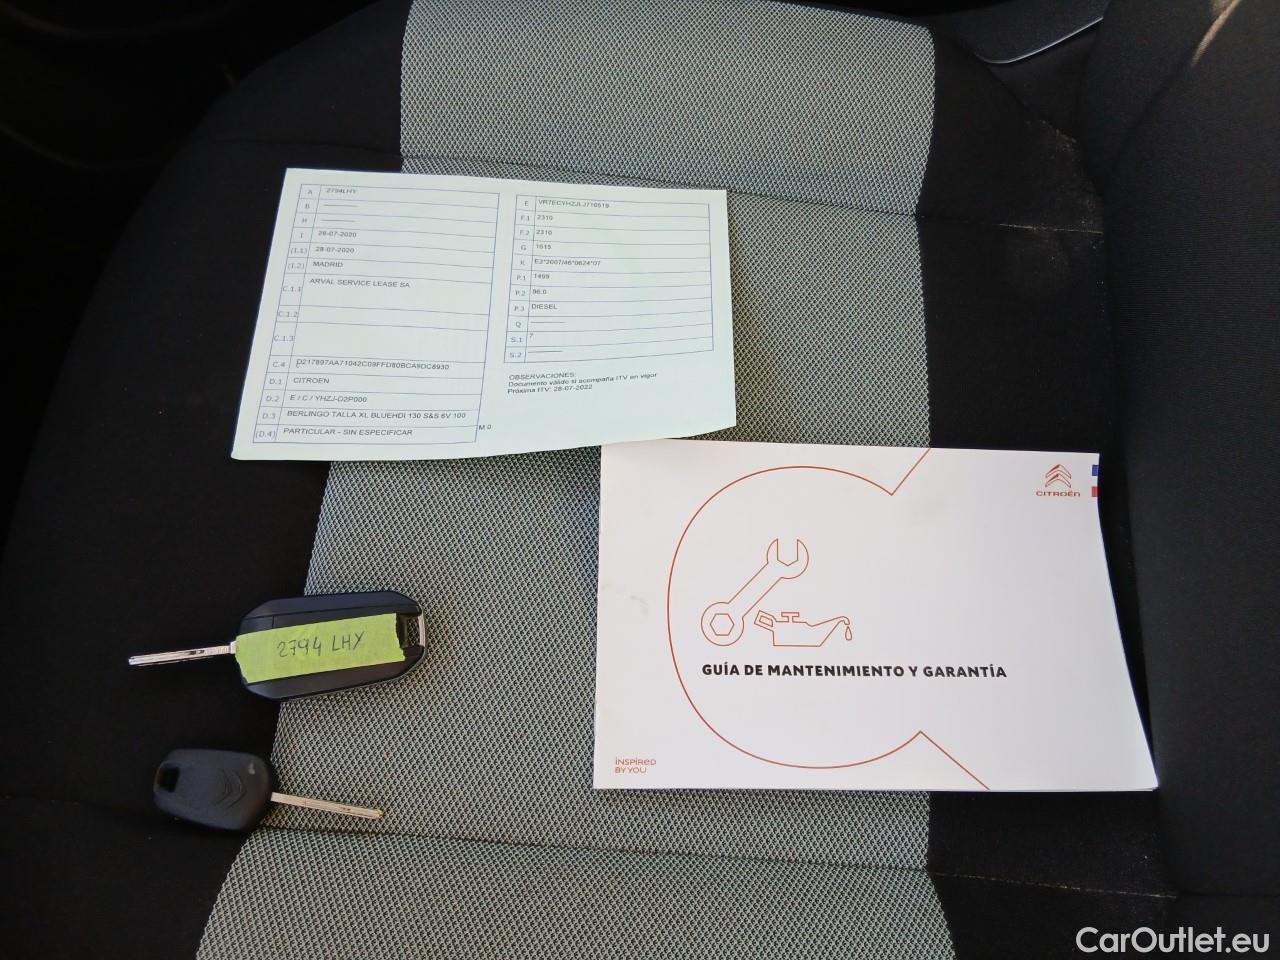 A 2794LHY
B
H
I 28-07-2020
(I.1) 28-07-2020
(I.2) MADRID
C.1.1 ARVAL SERVICE LEASE SA
C.1.2
C.1.3
C.4 D217897AA71042C09FFD80BCA9DC8930
D.1 CITROEN
D.2 E / C / YHZJ-D2P000
D.3 BERLINGO TALLA XL BLUEHDI 130 S&S 6V 100
M 0
(D.4) PARTICULAR - SIN ESPECIFICAR
E VR7ECYHZJLJ710519
F.1 2310
F.2 2310
G 1615
K E2*2007/46*0624*07
P.1 1499
P.2 96.0
P.3 DIESEL
Q
S.1 7
S.2
OBSERVACIONES:
Documento válido si acompaña ITV en vigor
Próxima ITV: 28-07-2022
CITROËN
GUÍA DE MANTENIMIENTO Y GARANTÍA
INSPIRED
BY YOU
2794 LHY
CarOutlet.eu